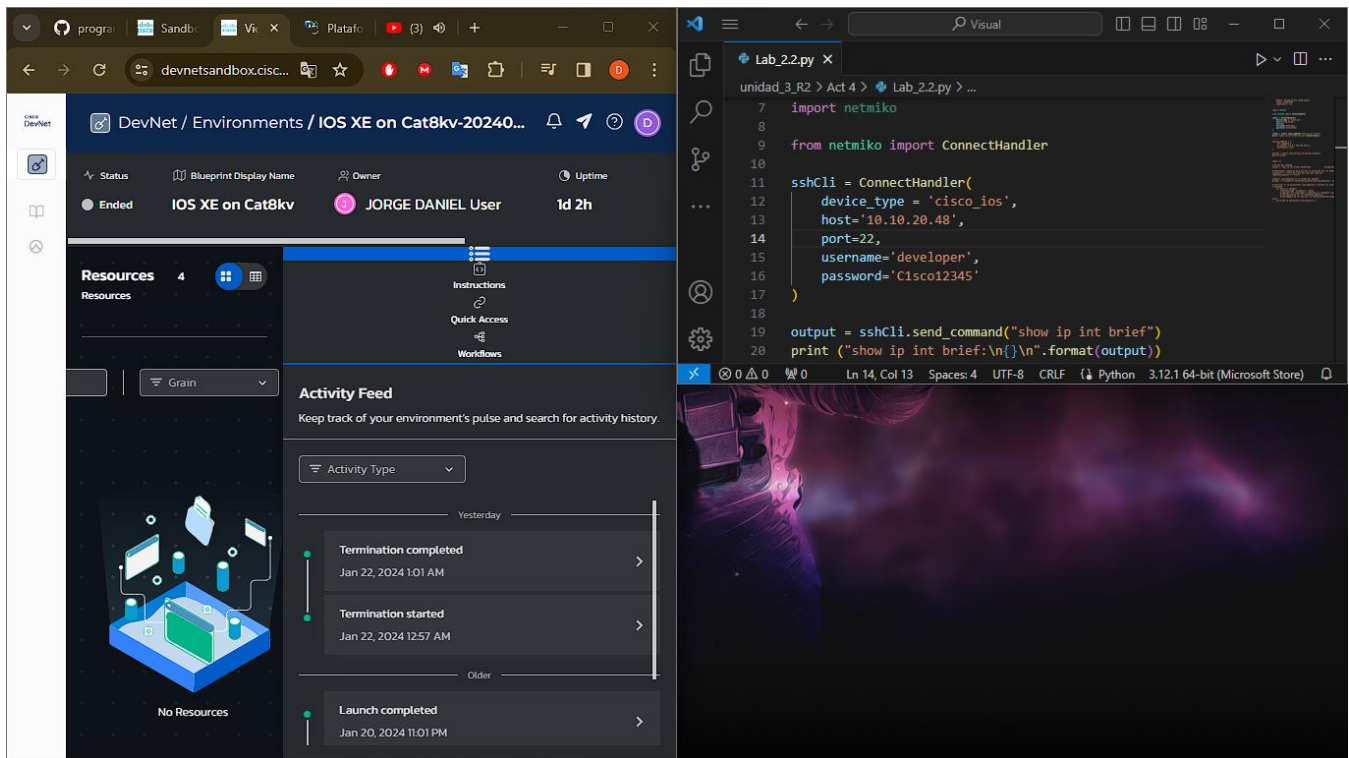 progra
Sandbo
Vie
Platafo
(3)
devnetsandbox.cisc...
D
CISCO
DevNet
DevNet / Environments / IOS XE on Cat8kv-20240...
D
Status
Blueprint Display Name
Owner
Uptime
Ended
IOS XE on Cat8kv
J
JORGE DANIEL User
1d 2h
Resources 4
Resources
Grain
No Resources
Instructions
Quick Access
Workflows
Activity Feed
Keep track of your environment's pulse and search for activity history.
Activity Type
Yesterday
Termination completed
Jan 22, 2024 1:01 AM
Termination started
Jan 22, 2024 12:57 AM
Older
Launch completed
Jan 20, 2024 11:01 PM
Visual
Lab_2.2.py
unidad_3_R2 > Act 4 > Lab_2.2.py > ...
7 import netmiko
8
9 from netmiko import ConnectHandler
10
11 sshCli = ConnectHandler(
12 device_type = 'cisco_ios',
13 host='10.10.20.48',
14 port=22,
15 username='developer',
16 password='C1sco12345'
17 )
18
19 output = sshCli.send_command("show ip int brief")
20 print ("show ip int brief:\n{}\n".format(output))
0 0 0 Ln 14, Col 13 Spaces: 4 UTF-8 CRLF Python 3.12.1 64-bit (Microsoft Store)